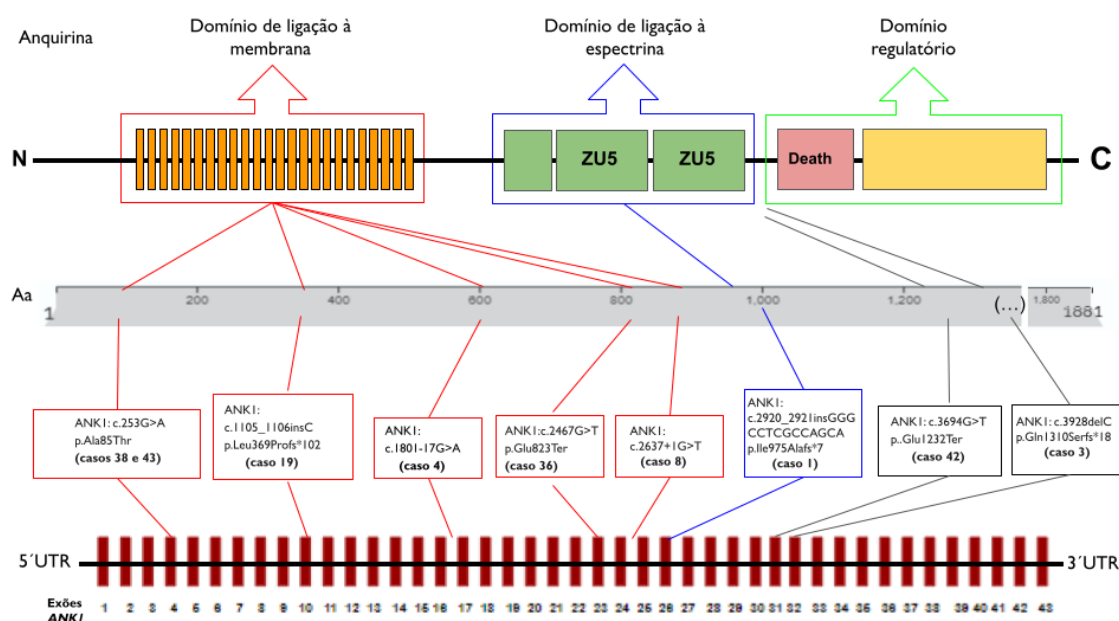 Anquirina
Domínio de ligação à
membrana
Domínio de ligação à
espectrina
Domínio
regulatório
N
ZU5
ZU5
Death
C
Aa
1
200
400
600
800
1,000
1,200
(...)
1,800
1881
ANK1: c.253G>A
p.Ala85Thr
(casos 38 e 43)
ANK1:
c.1105_1106insC
p.Leu369Profs*102
(caso 19)
ANK1:
c.1801-17G>A
(caso 4)
ANK1:c.2467G>T
p.Glu823Ter
(caso 36)
ANK1:
c.2637+1G>T
(caso 8)
ANK1:
c.2920_2921insGGG
CCTCGCCAGCA
p.Ile975Alafs*7
(caso 1)
ANK1:
c.3694G>T
p..Glu1232Ter
(caso 42)
ANK1: c.3928delC
p.Gln1310Serfs*18
(caso 3)
5´UTR
3´UTR
Exões
ANK1
1 2 3 4 5 6 7 8 9 10 11 12 13 14 15 16 17 18 19 20 21 22 23 24 25 26 27 28 29 30 31 32 33 34 35 36 37 38 39 40 41 42 43